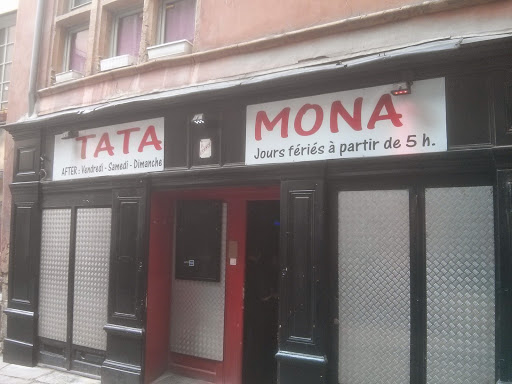 TATA
AFTER : Vendredi - Samedi - Dimanche
MONA
Jours fériés à partir de 5 h.